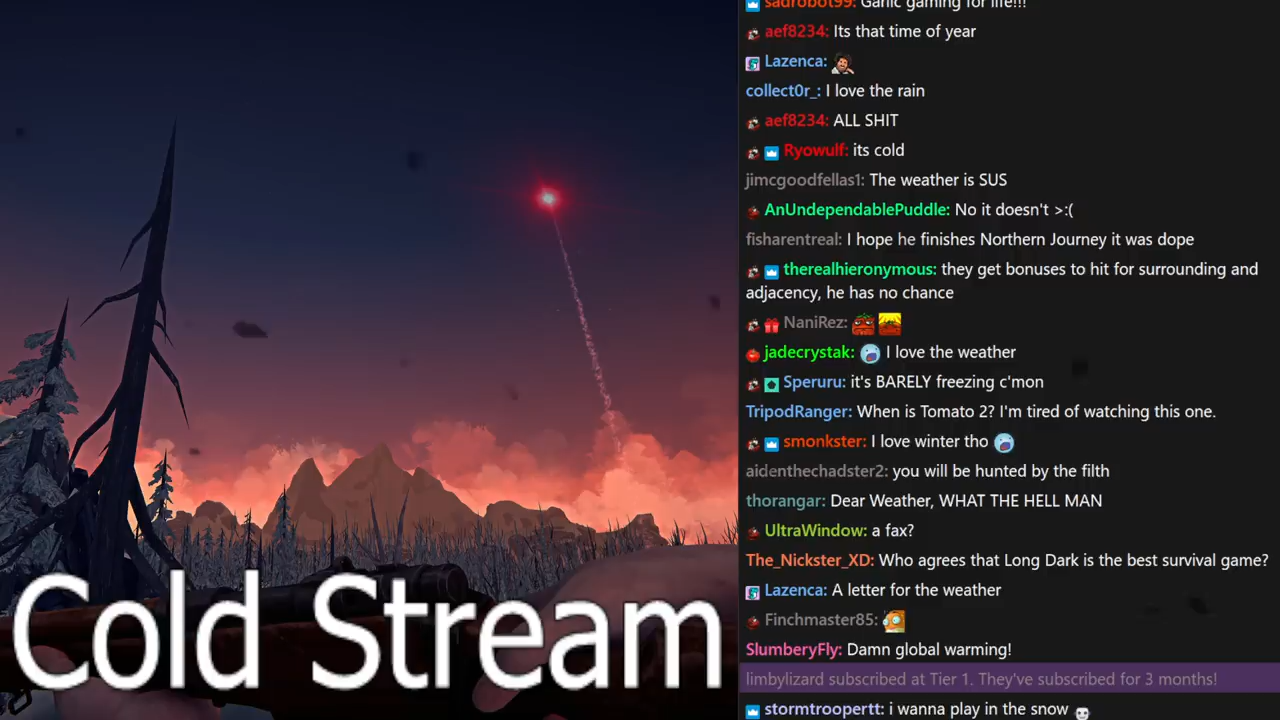 sadrobot99: Garlic gaming for life!!!
aef8234: Its that time of year
Lazenca:
collect0r_: I love the rain
aef8234: ALL SHIT
Ryowulf: its cold
jimcgoodfellas1: The weather is SUS
AnUndependablePuddle: No it doesn't >:(
fisharentreal: I hope he finishes Northern Journey it was dope
therealhieronymous: they get bonuses to hit for surrounding and
adjacency, he has no chance
NaniRez:
jadecrystak: I love the weather
Speruru: it's BARELY freezing c'mon
TripodRanger: When is Tomato 2? I'm tired of watching this one.
smonkster: I love winter tho
aidenthechadster2: you will be hunted by the filth
thorangar: Dear Weather, WHAT THE HELL MAN
UltraWindow: a fax?
The_Nickster_XD: Who agrees that Long Dark is the best survival game?
Lazenca: A letter for the weather
Finchmaster85:
SlumberyFly: Damn global warming!
limbylizard subscribed at Tier 1. They've subscribed for 3 months!
stormtroopertt: i wanna play in the snow
Cold Stream